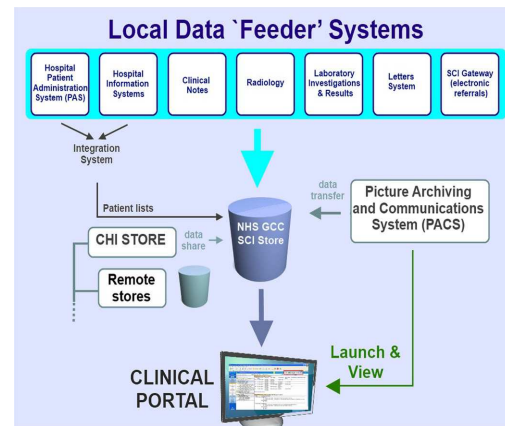 Local Data `Feeder' Systems
Hospital
Patient
Administration
System (PAS)
Hospital
Information
Systems
Clinical
Notes
Radiology
Laboratory
Investigations
& Results
Letters
System
SCI Gateway
(electronic
referrals)
Integration
System
Patient lists
NHS GCC
SCI Store
data
transfer
Picture Archiving
and Communications
System (PACS)
CHI STORE
data
share
Remote
stores
CLINICAL
PORTAL
Launch &
View